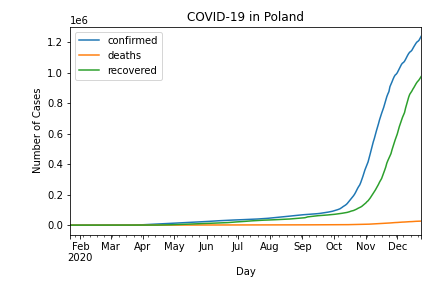 COVID-19 in Poland
1e6
confirmed
deaths
recovered
1.2
1.0
0.8
0.6
0.4
0.2
0.0
Number of Cases
Feb Mar Apr May Jun Jul Aug Sep Oct Nov Dec
2020
Day